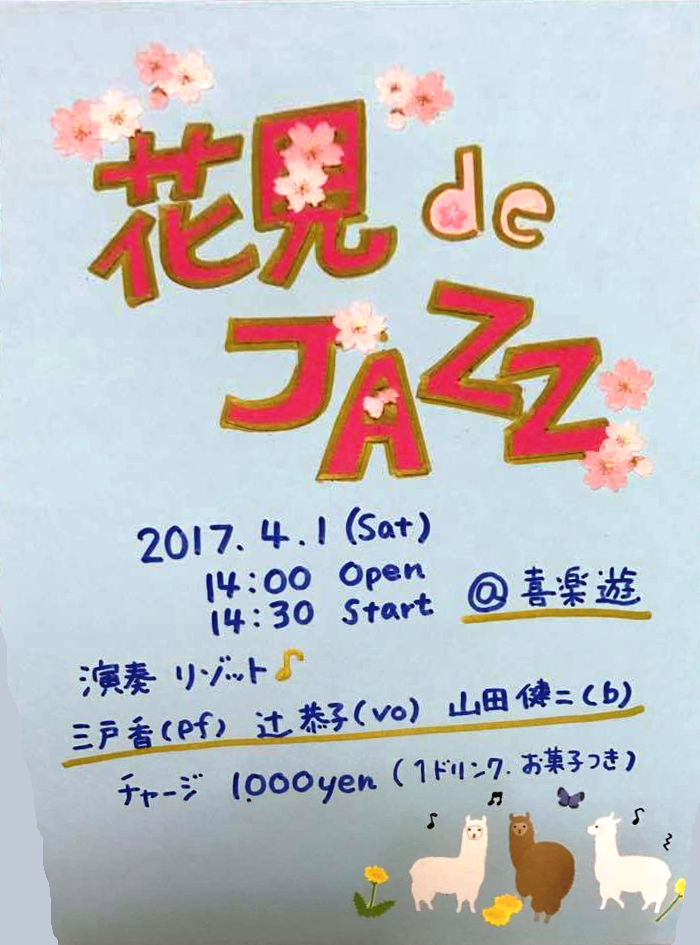 花見 de
JAZZ
2017.4.1 (Sat)
14:00 Open
14:30 Start @喜楽遊
演奏 リゾット♪
三戸香(pf) 辻恭子(vo) 山田健二(b)
チャージ 1.000yen (1ドリンク.お菓子つき)